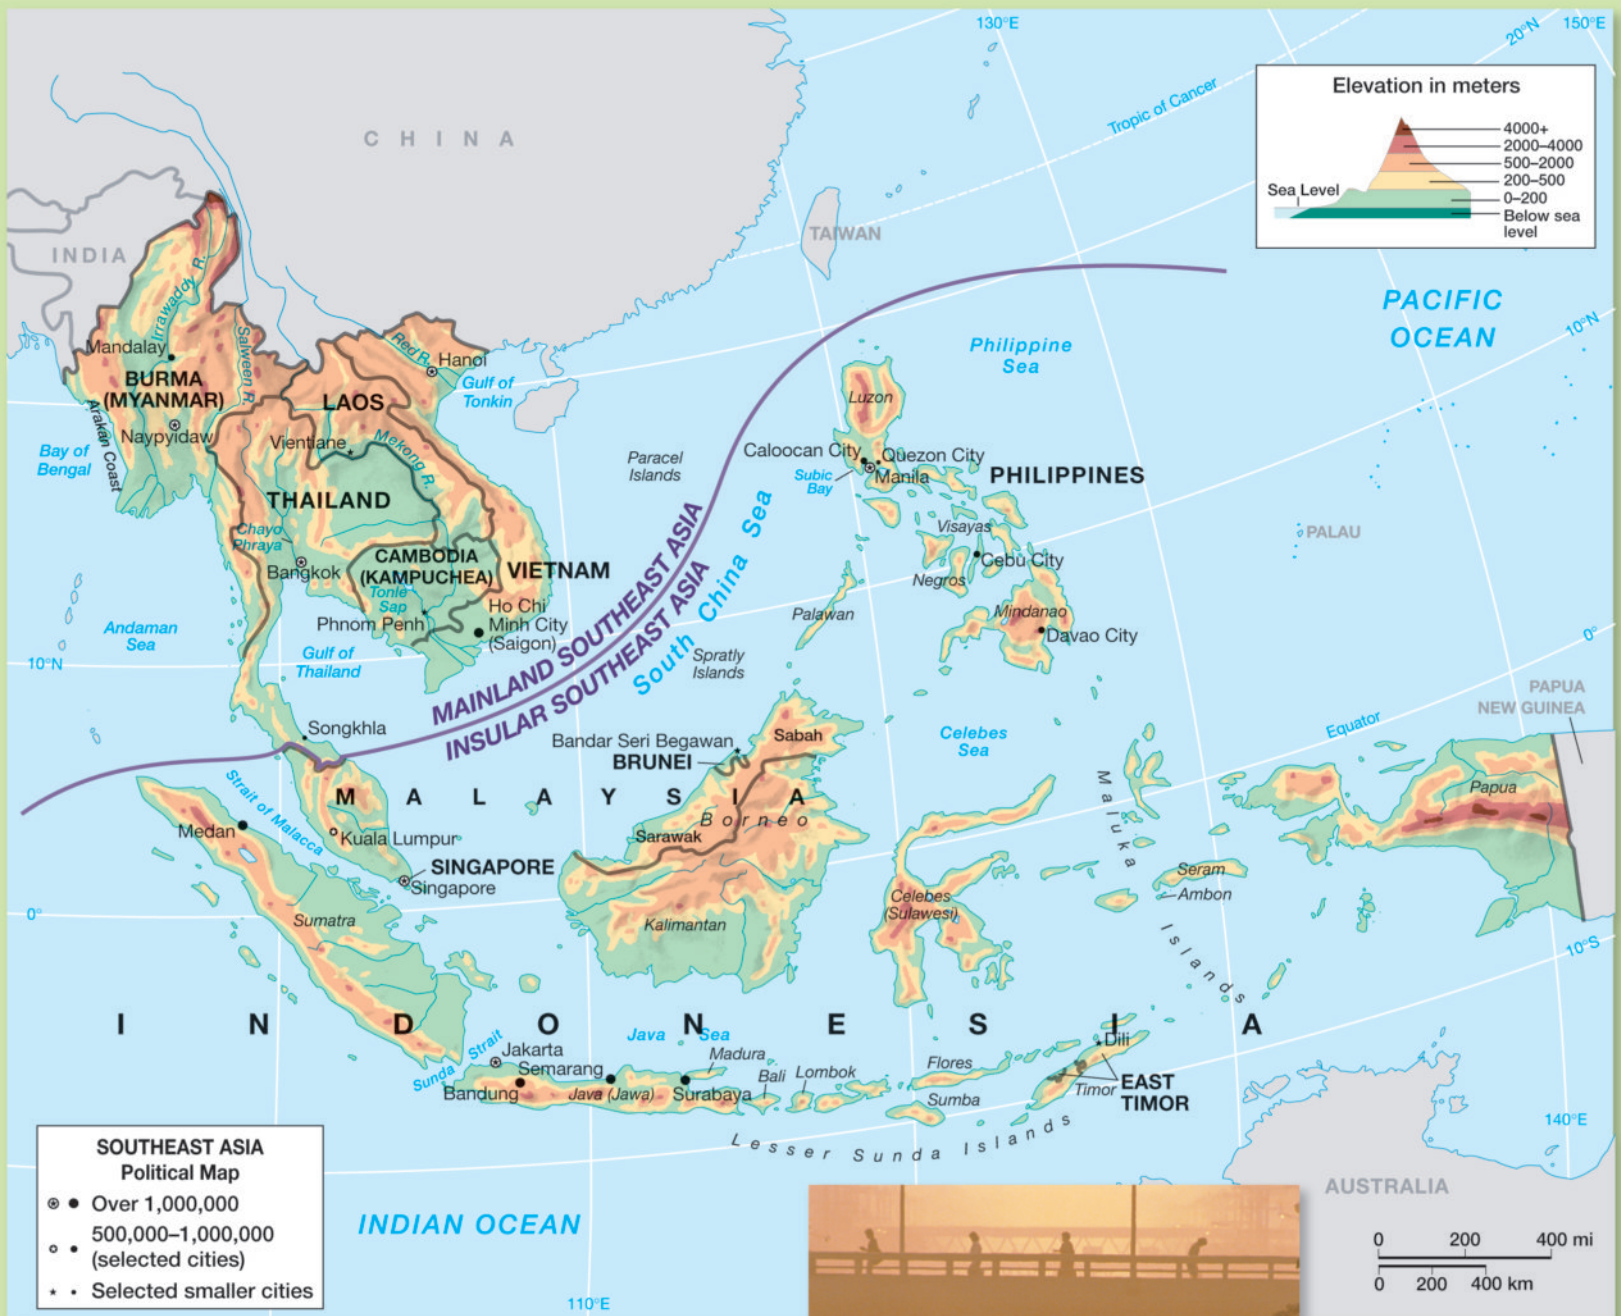 130°E
20°N
150°E
Tropic of Cancer
Elevation in meters
4000+
2000–4000
500–2000
200–500
0–200
Below sea
level
Sea Level
CHINA
INDIA
TAIWAN
PACIFIC
OCEAN
10°N
Irrawaddy R.
Salween R.
Mandalay
BURMA
(MYANMAR)
Naypyidaw
Arakan Coast
Bay of
Bengal
Red R.
Hanoi
Gulf of
Tonkin
LAOS
Vientiane
Mekong R.
THAILAND
Chayo
Phraya
Bangkok
CAMBODIA
(KAMPUCHEA)
Tonle
Sap
Phnom Penh
VIETNAM
Ho Chi
Minh City
(Saigon)
Paracel
Islands
Philippine
Sea
Luzon
Caloocan City
Quezon City
Manila
Subic
Bay
PHILIPPINES
Visayas
Cebu City
Negros
Palawan
Mindanao
Davao City
PALAU
Andaman
Sea
10°N
Gulf of
Thailand
MAINLAND SOUTHEAST ASIA
INSULAR SOUTHEAST ASIA
South China Sea
Spratly
Islands
0°
PAPUA
NEW GUINEA
Equator
Songkhla
Bandar Seri Begawan
BRUNEI
Sabah
Celebes
Sea
MALAYSIA
Strait of Malacca
Medan
Kuala Lumpur
SINGAPORE
Singapore
Borneo
Sarawak
Kalimantan
Celebes
(Sulawesi)
Maluka Islands
Seram
Ambon
Papua
0°
Sumatra
10°S
INDONESIA
Java Sea
Sunda Strait
Jakarta
Semarang
Bandung
Java (Jawa)
Surabaya
Madura
Bali
Lombok
Flores
Sumba
Dili
Timor
EAST
TIMOR
Lesser Sunda Islands
140°E
SOUTHEAST ASIA
Political Map
Over 1,000,000
500,000–1,000,000
(selected cities)
Selected smaller cities
INDIAN OCEAN
110°E
AUSTRALIA
0 200 400 mi
0 200 400 km